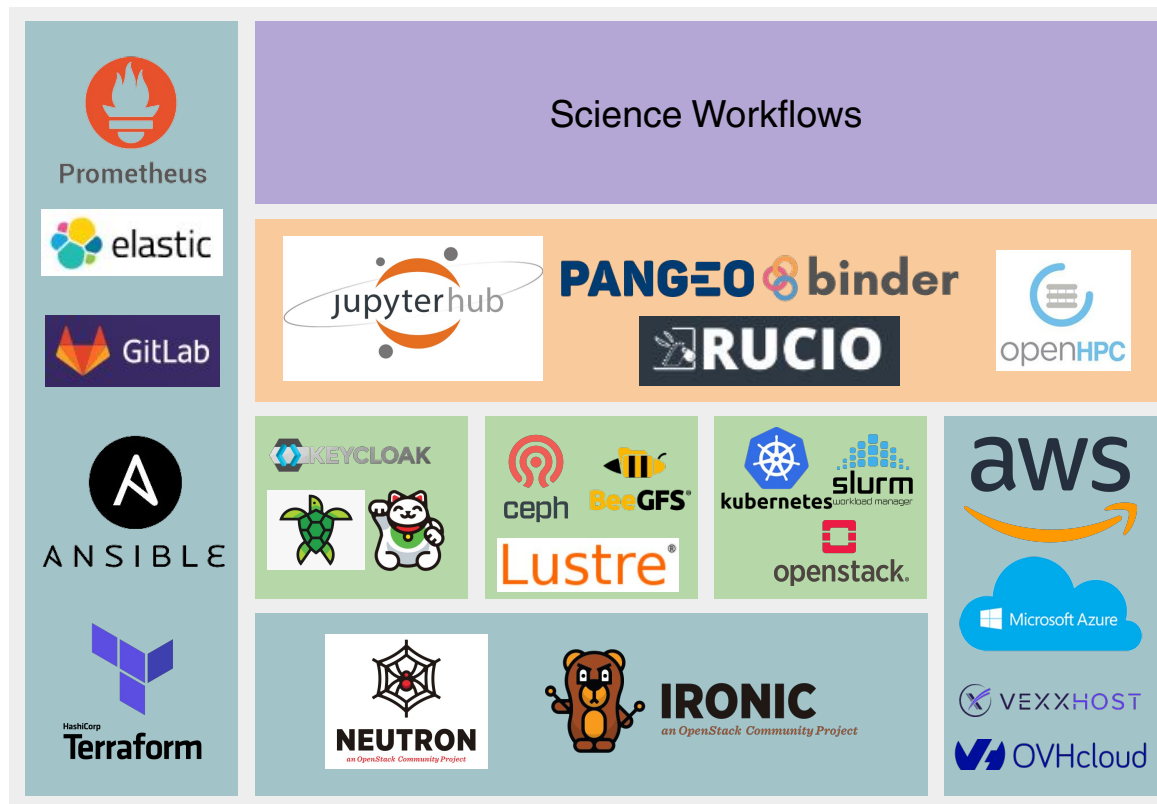 Prometheus
elastic
GitLab
ANSIBLE
HashiCorp
Terraform
Science Workflows
jupyterhub
PANGEO binder
RUCIO
openHPC
KEYCLOAK
ceph
BeeGFS®
Lustre®
kubernetes
slurm
workload manager
openstack.
aws
Microsoft Azure
VEXXHOST
OVHcloud
NEUTRON
an OpenStack Community Project
IRONIC
an OpenStack Community Project